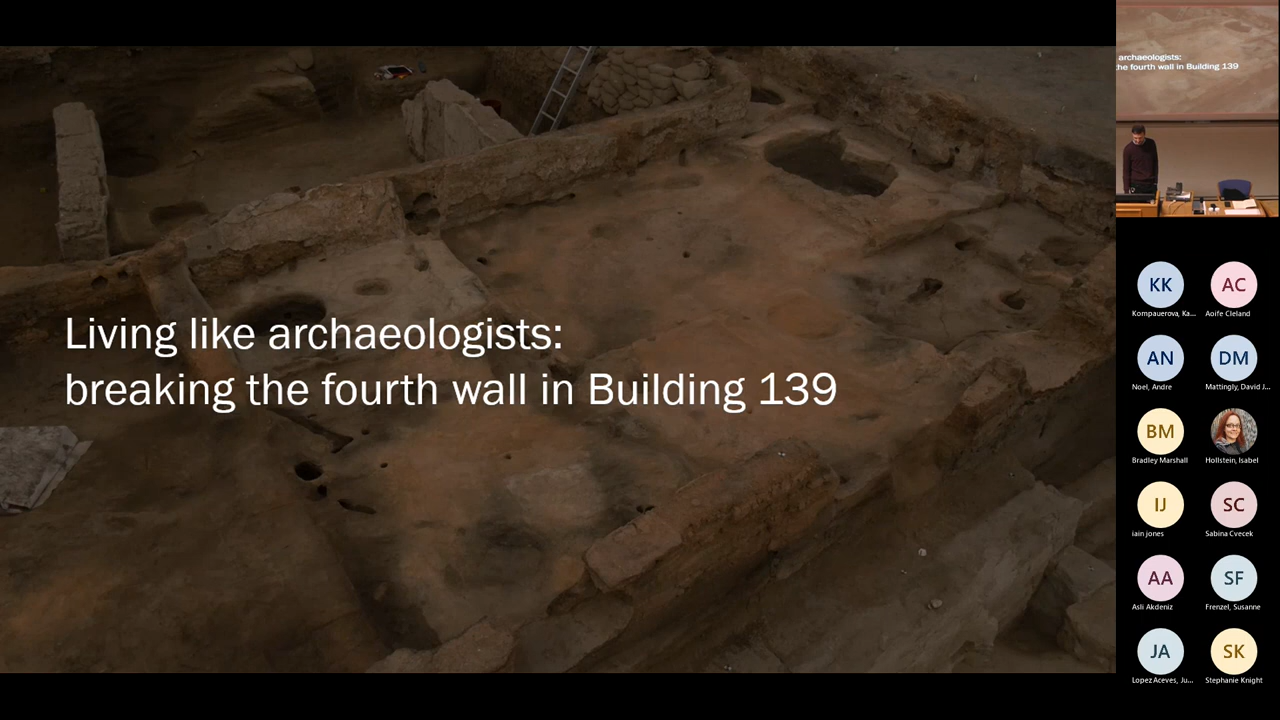 Living like archaeologists:
breaking the fourth wall in Building 139
archaeologists:
the fourth wall in Building 139
KK
Kompauerova, Ka...
AC
Aoife Cleland
AN
Noel, Andre
DM
Mattingly, David J...
BM
Bradley Marshall
Hollstein, Isabel
IJ
iain jones
SC
Sabina Cvecek
AA
Asli Akdeniz
SF
Frenzel, Susanne
JA
Lopez Aceves, Ju...
SK
Stephanie Knight